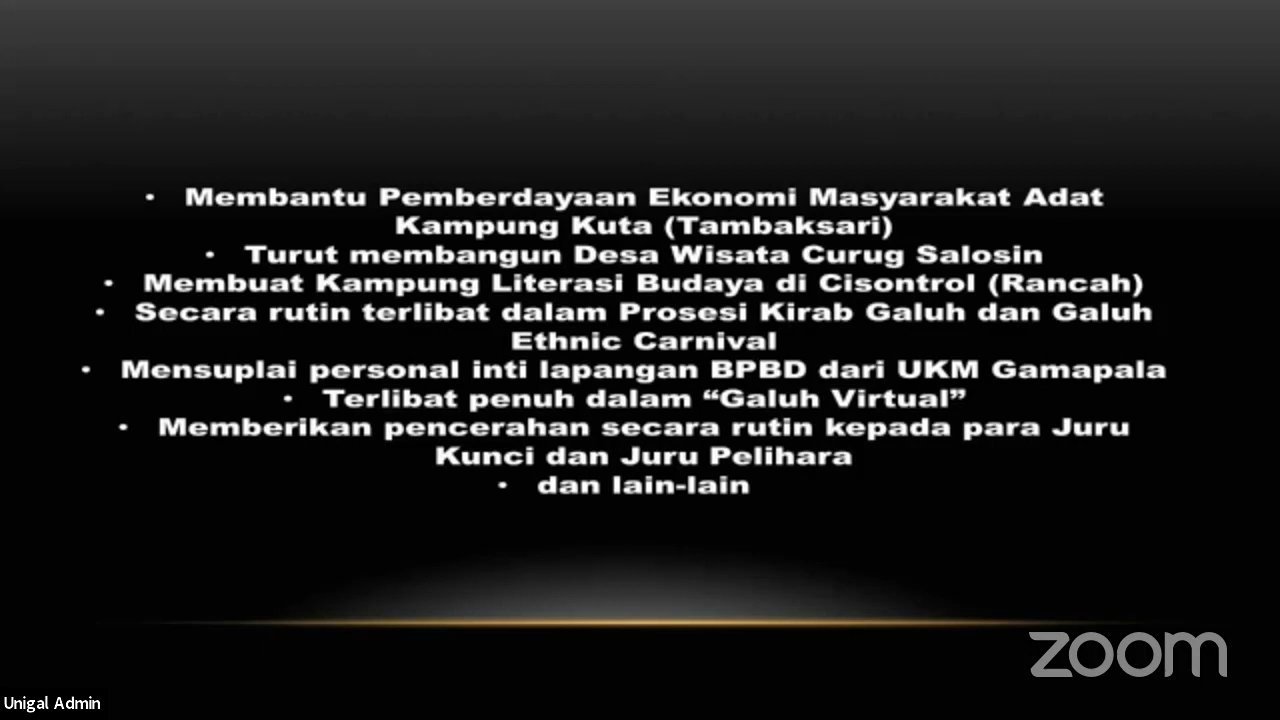 • Membantu Pemberdayaan Ekonomi Masyarakat Adat
Kampung Kuta (Tambaksari)
• Turut membangun Desa Wisata Curug Salosin
• Membuat Kampung Literasi Budaya di Cisontrol (Rancah)
• Secara rutin terlibat dalam Prosesi Kirab Galuh dan Galuh
Ethnic Carnival
• Mensuplai personal inti lapangan BPBD dari UKM Gamapala
• Terlibat penuh dalam “Galuh Virtual”
• Memberikan pencerahan secara rutin kepada para Juru
Kunci dan Juru Pelihara
• dan lain-lain
zoom
Unigal Admin